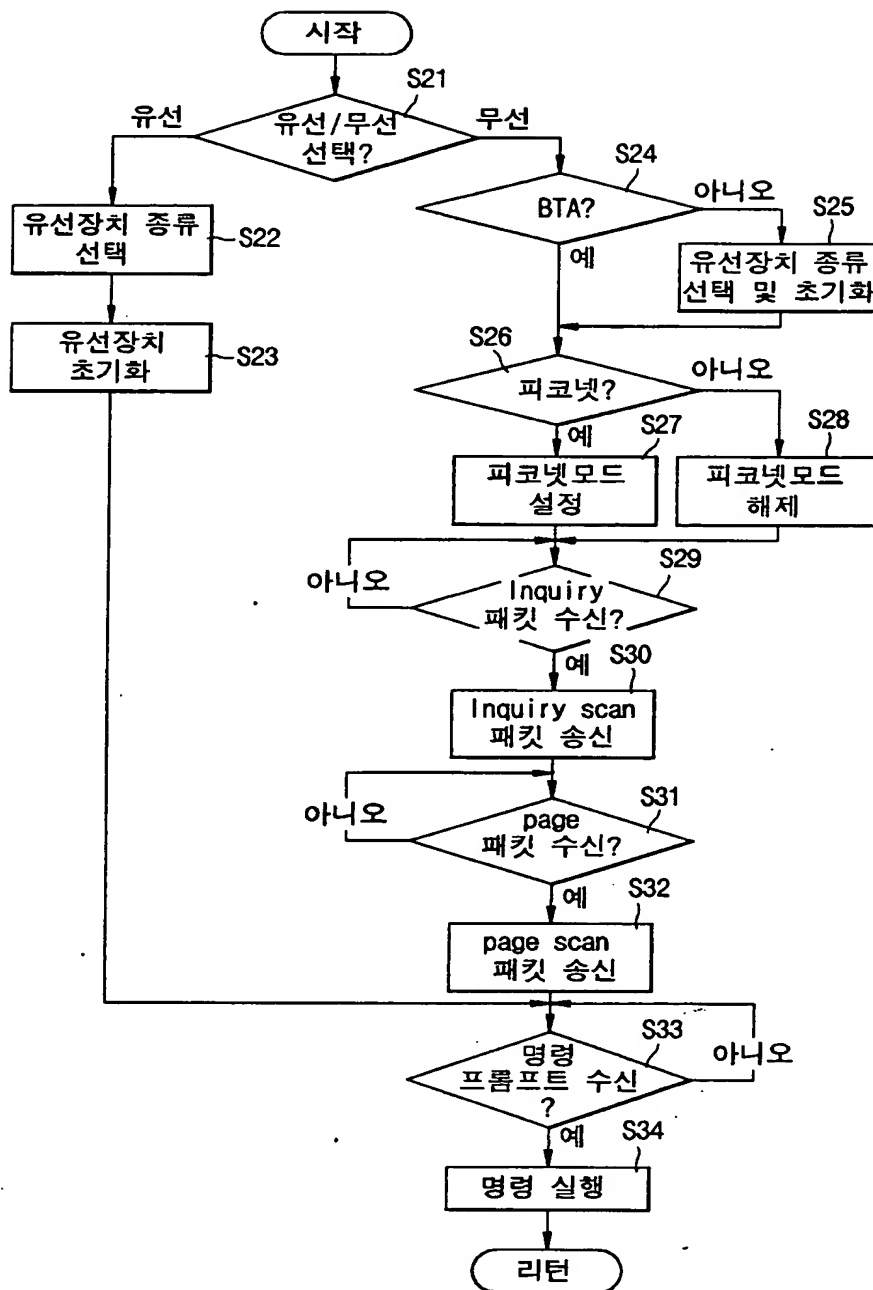 시작
S21
유선
유선/무선
선택?
무선
S24
BTA?
아니오
예
S25
유선장치 종류
선택 및 초기화
유선장치 종류
선택
S22
유선장치
초기화
S23
S26
피코넷?
아니오
예
S27
피코넷모드
설정
S28
피코넷모드
해제
S29
아니오
Inquiry
패킷 수신?
예
S30
Inquiry scan
패킷 송신
S31
아니오
page
패킷 수신?
예
S32
page scan
패킷 송신
S33
명령
프롬프트 수신
?
아니오
예
S34
명령 실행
리턴